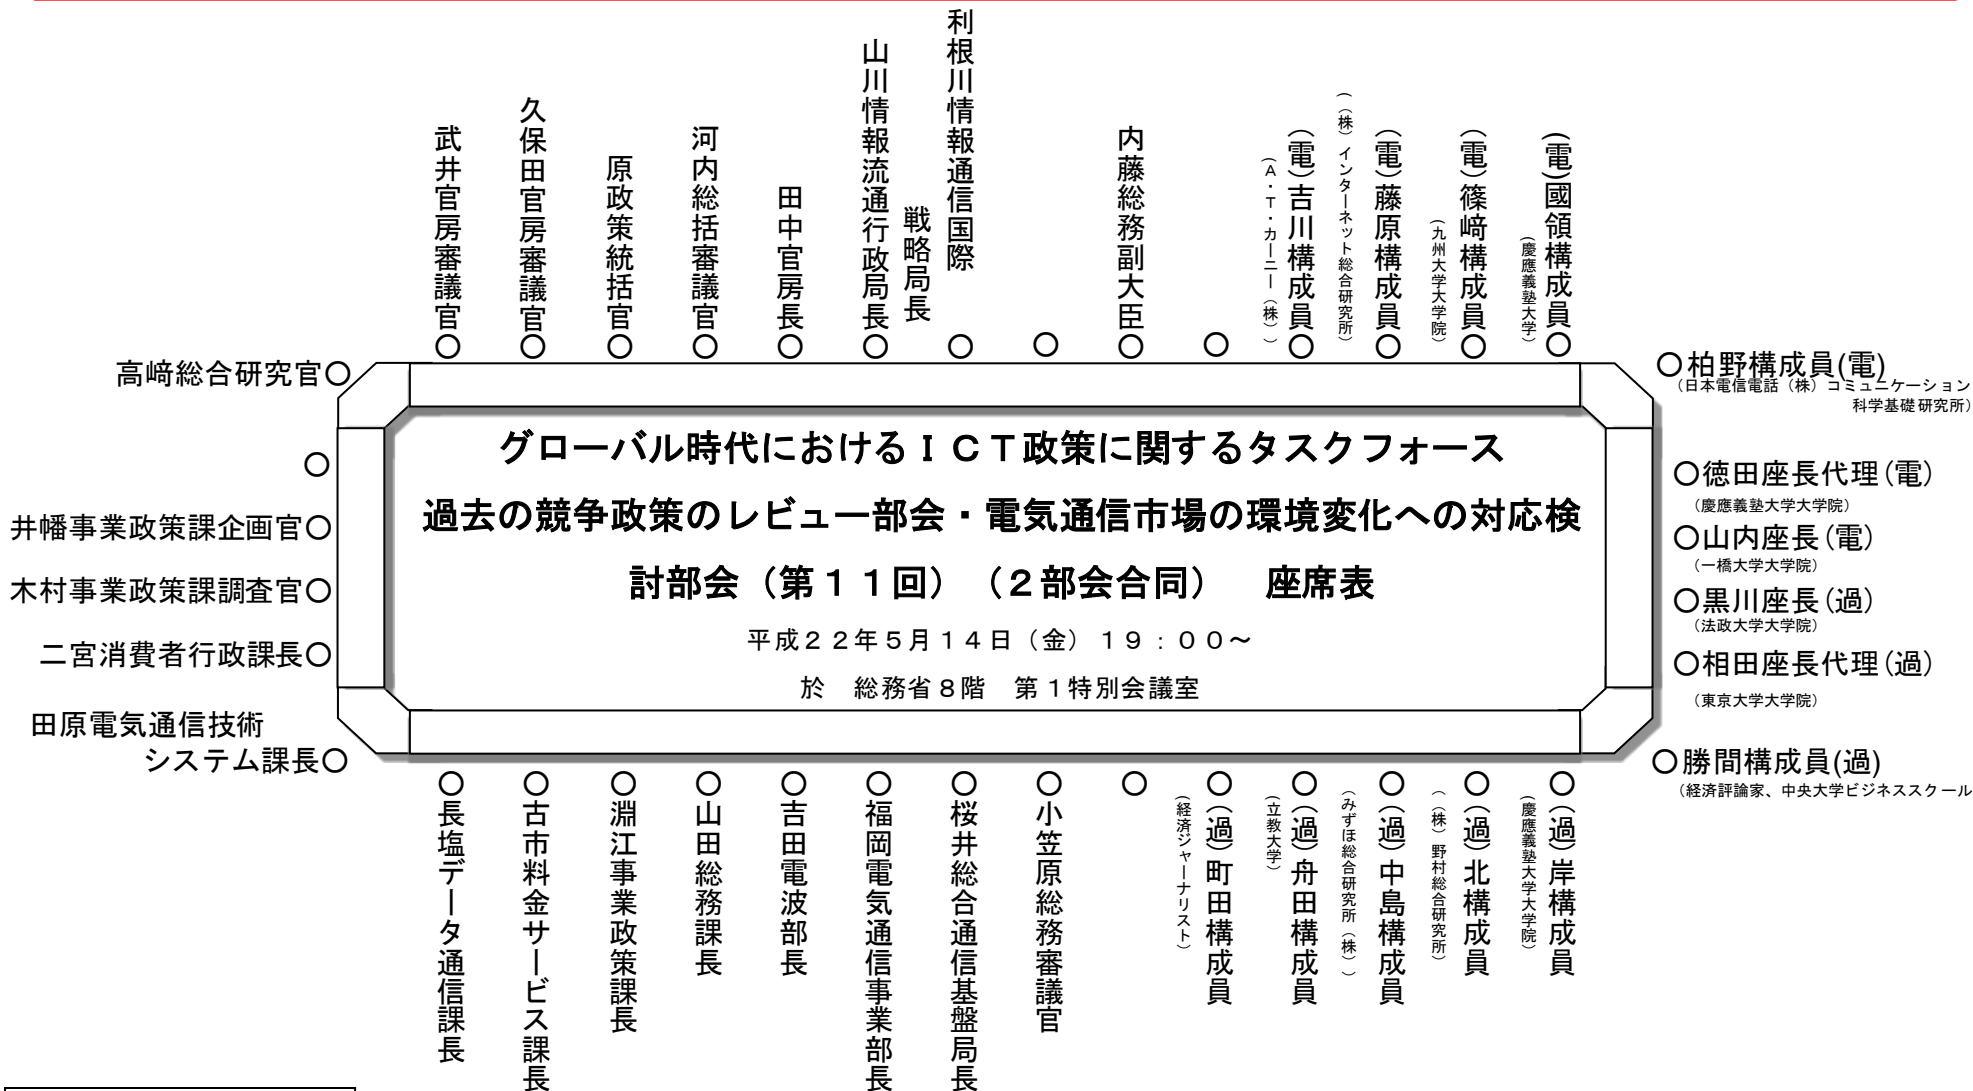 武井官房審議官○
久保田官房審議官○
原政策統括官○
河内総括審議官○
田中官房長○
山川情報流通行政局長○
利根川情報通信国際
戦略局長
○
○
内藤総務副大臣○
○
(電)吉川構成員○
(A・T・カーニー(株))
(電)藤原構成員○
((株)インターネット総合研究所)
(電)篠﨑構成員○
(九州大学大学院)
(電)國領構成員○
(慶應義塾大学)
高﨑総合研究官○
○
井幡事業政策課企画官○
木村事業政策課調査官○
二宮消費者行政課長○
田原電気通信技術
システム課長○
グローバル時代におけるICT政策に関するタスクフォース
過去の競争政策のレビュー部会・電気通信市場の環境変化への対応検
討部会(第11回)(2部会合同) 座席表
平成22年5月14日(金)19:00~
於 総務省8階 第1特別会議室
○柏野構成員(電)
(日本電信電話(株)コミュニケーション
科学基礎研究所)
○徳田座長代理(電)
(慶應義塾大学大学院)
○山内座長(電)
(一橋大学大学院)
○黒川座長(過)
(法政大学大学院)
○相田座長代理(過)
(東京大学大学院)
○勝間構成員(過)
(経済評論家、中央大学ビジネススクール
○長塩データ通信課長
○古市料金サービス課長
○淵江事業政策課長
○山田総務課長
○吉田電波部長
○福岡電気通信事業部長
○桜井総合通信基盤局長
○小笠原総務審議官
○
○(過)町田構成員
(経済ジャーナリスト)
○(過)舟田構成員
(立教大学)
○(過)中島構成員
(みずほ総合研究所(株))
○(過)北構成員
((株)野村総合研究所)
○(過)岸構成員
(慶應義塾大学大学院)